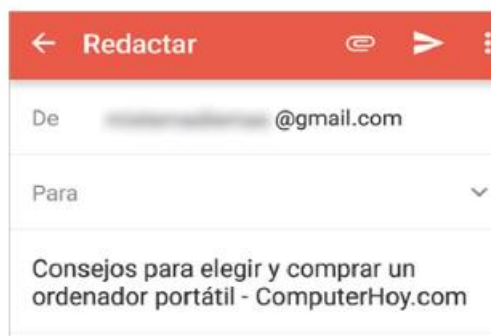 Redactar
De @gmail.com
Para
Consejos para elegir y comprar un
ordenador portátil - ComputerHoy.com